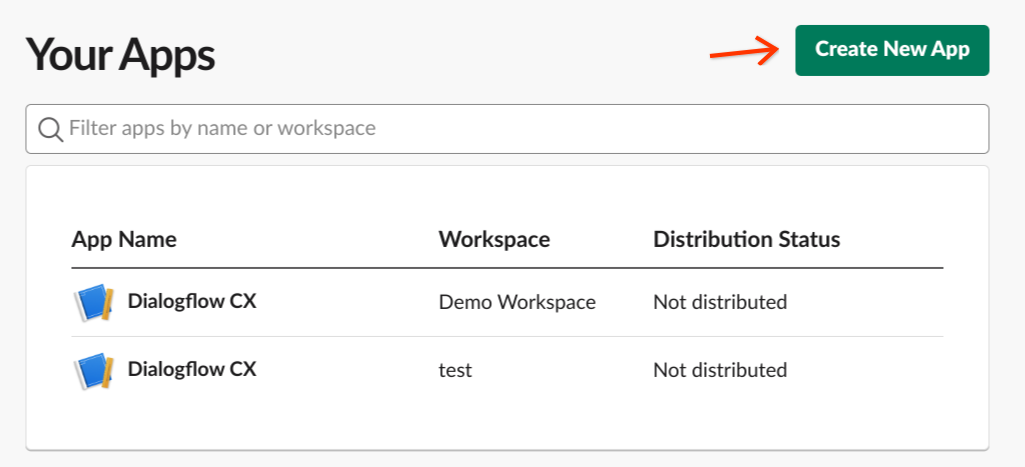 Your Apps
Create New App
Filter apps by name or workspace
App Name Workspace Distribution Status
Dialogflow CX Demo Workspace Not distributed
Dialogflow CX test Not distributed